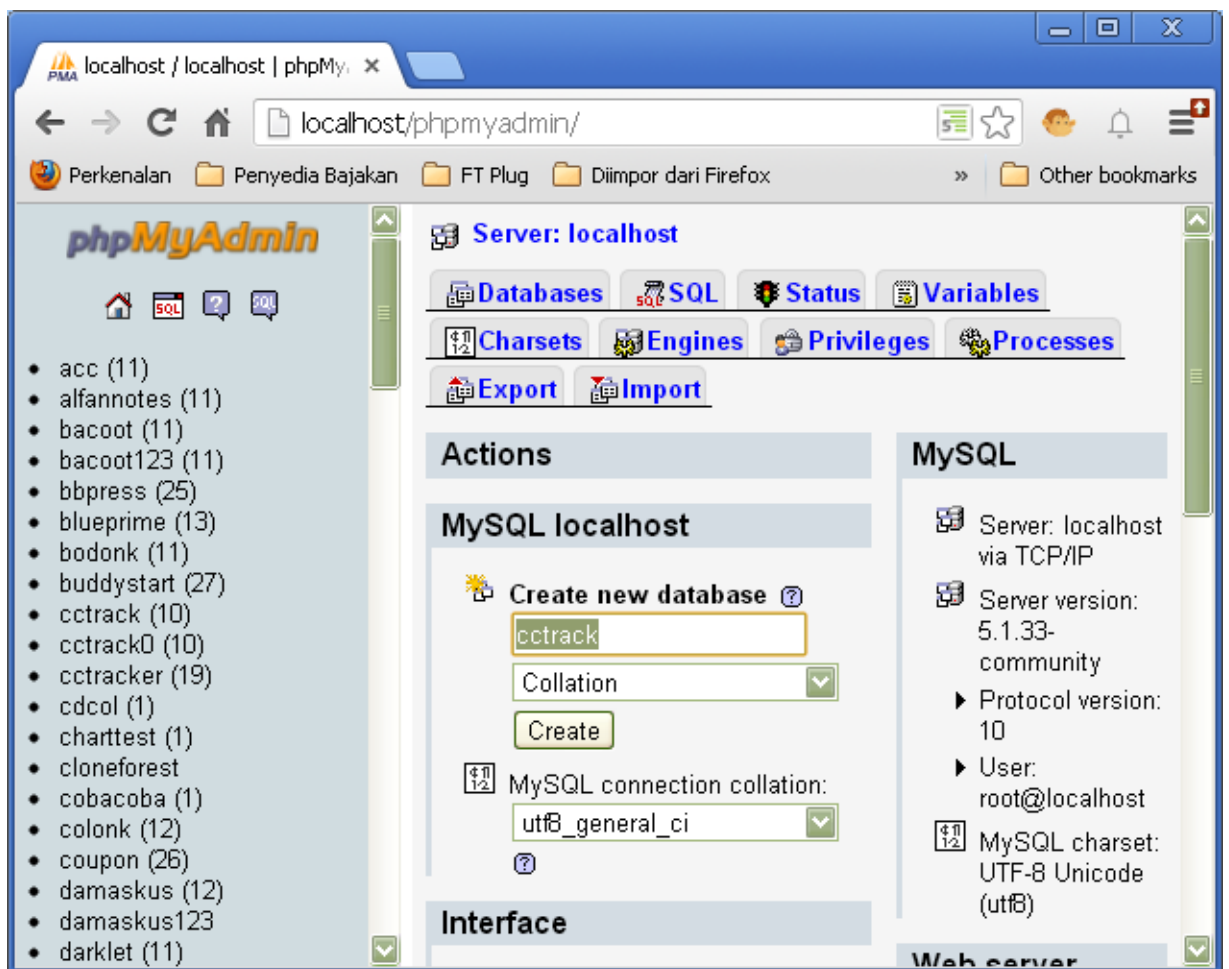 localhost / localhost | phpMy
localhost/phpmyadmin/
Perkenalan
Penyedia Bajakan
FT Plug
Diimpor dari Firefox
»
Other bookmarks
phpMyAdmin
SQL
acc (11)
alfannotes (11)
bacoot (11)
bacoot123 (11)
bbpress (25)
blueprime (13)
bodonk (11)
buddystart (27)
cctrack (10)
cctrack0 (10)
cctracker (19)
cdcol (1)
charttest (1)
cloneforest
cobacoba (1)
colonk (12)
coupon (26)
damaskus (12)
damaskus123
darklet (11)
Server: localhost
Databases
SQL
Status
Variables
Charsets
Engines
Privileges
Processes
Export
Import
Actions
MySQL localhost
Create new database
cctrack
Collation
Create
MySQL connection collation:
utf8_general_ci
Interface
MySQL
Server: localhost
via TCP/IP
Server version:
5.1.33-
community
Protocol version:
10
User:
root@localhost
MySQL charset:
UTF-8 Unicode
(utf8)
Web server